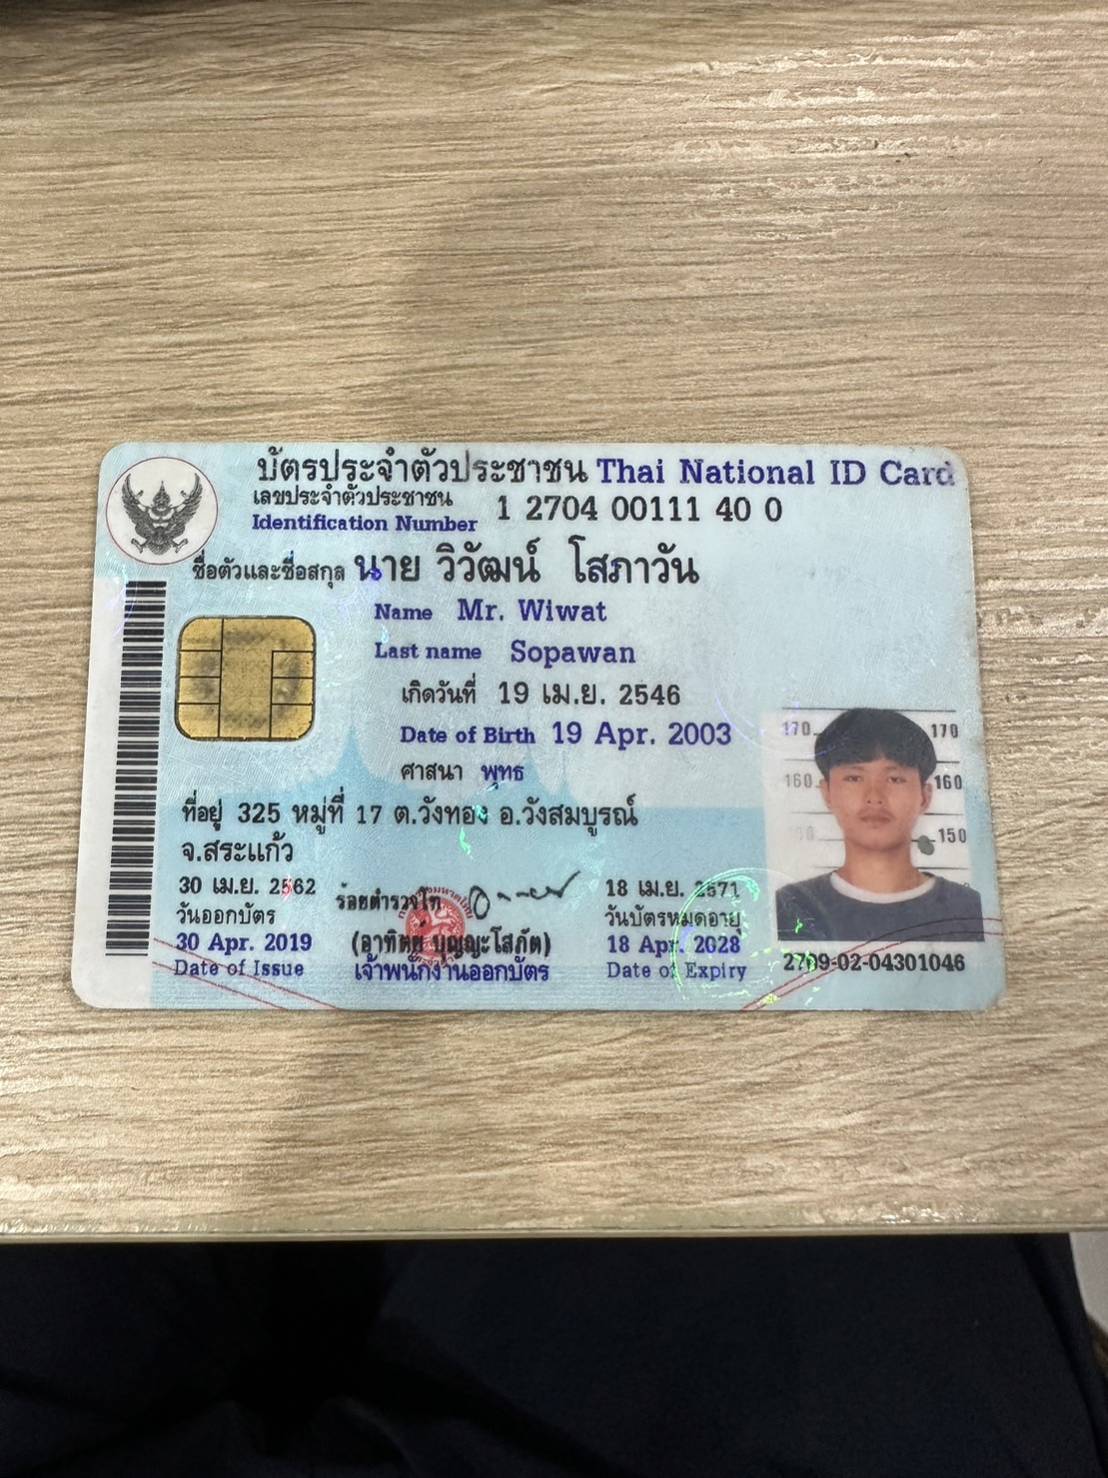 บัตรประจำตัวประชาชน Thai National ID Card
เลขประจำตัวประชาชน
Identification Number 1 2704 00111 40 0
ชื่อตัวและชื่อสกุล นาย วิวัฒน์ โสภาวัน
Name Mr. Wiwat
Last name Sopawan
เกิดวันที่ 19 เม.ย. 2546
Date of Birth 19 Apr. 2003
ศาสนา พุทธ
ที่อยู่ 325 หมู่ที่ 17 ต.วังทอง อ.วังสมบูรณ์
จ.สระแก้ว
30 เม.ย. 2562
วันออกบัตร
30 Apr. 2019
Date of Issue
ร้อยตำรวจโท
(อาทิตย์ บุญญะโสภัต)
เจ้าพนักงานออกบัตร
18 เม.ย. 2571
วันบัตรหมดอายุ
18 Apr. 2028
Date of Expiry
170 170
160 160
150
2709-02-04301046